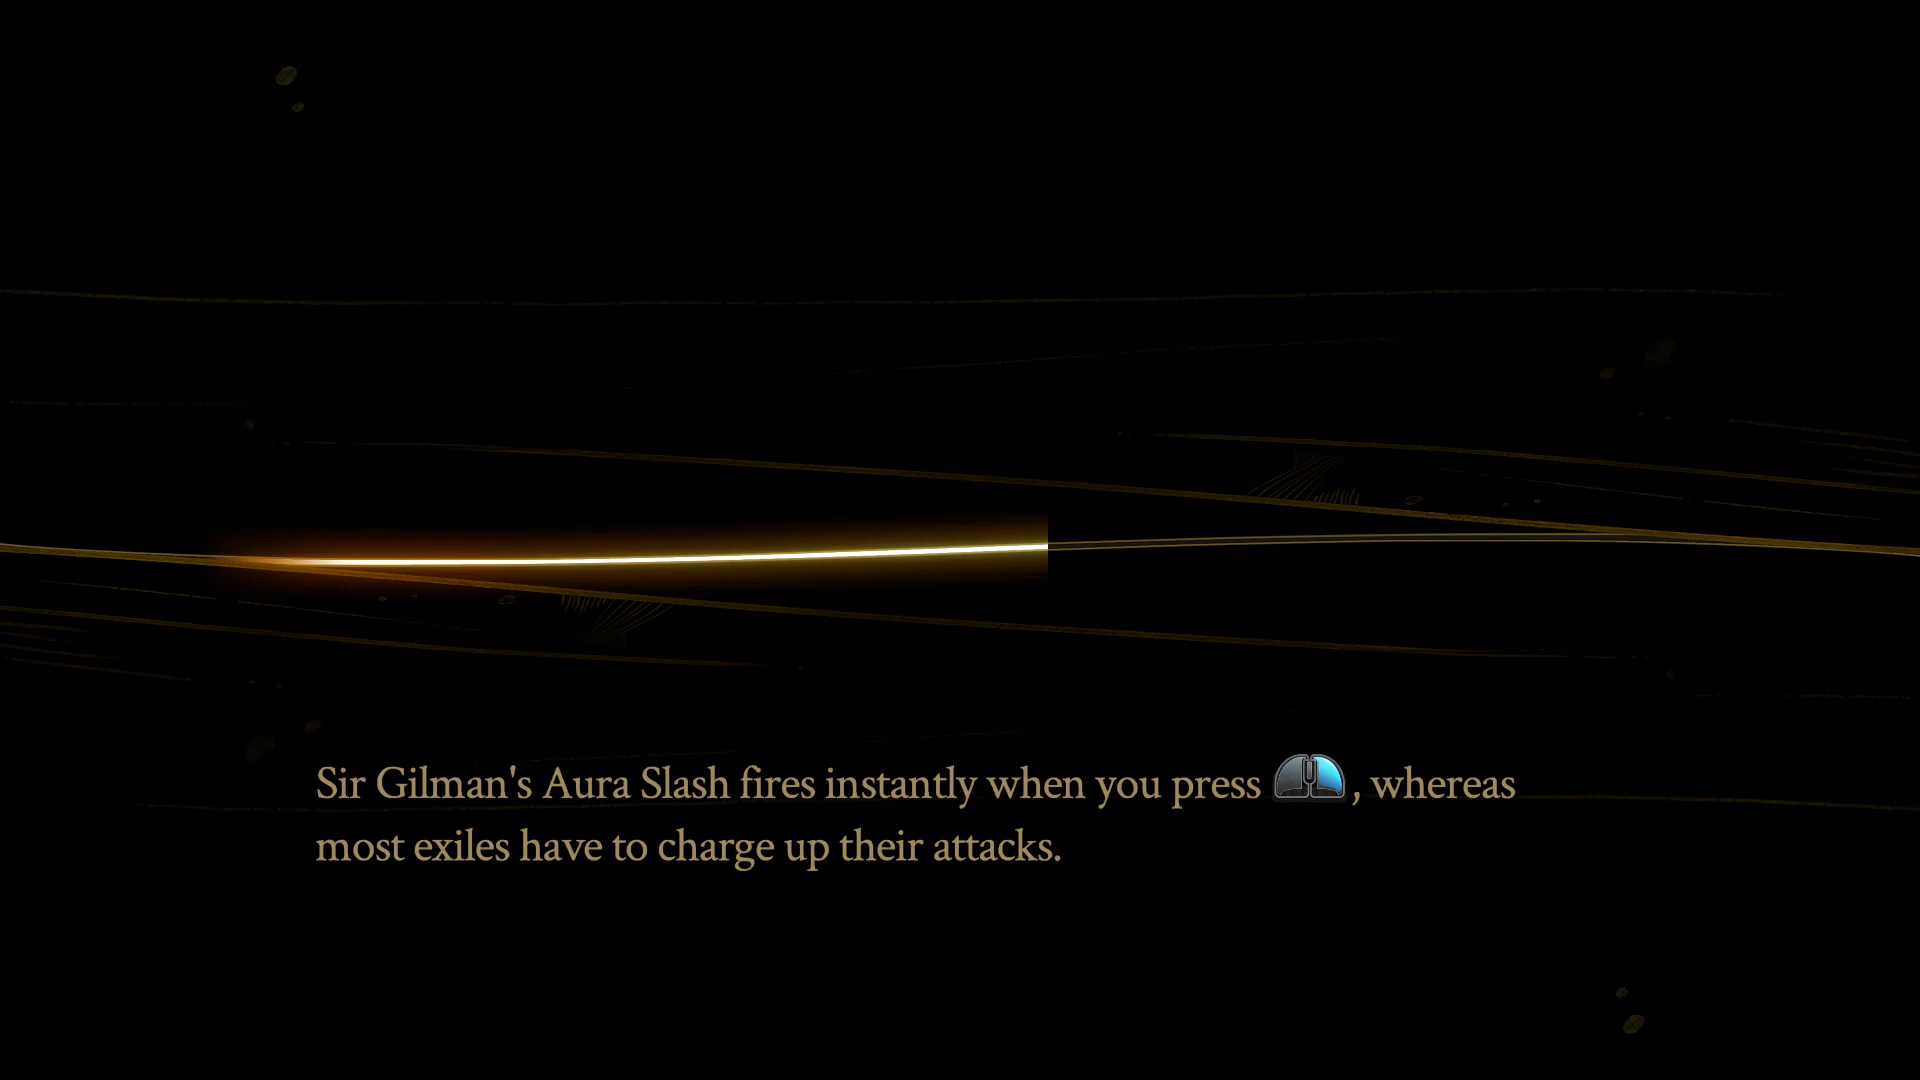 Sir Gilman's Aura Slash fires instantly when you press , whereas
most exiles have to charge up their attacks.